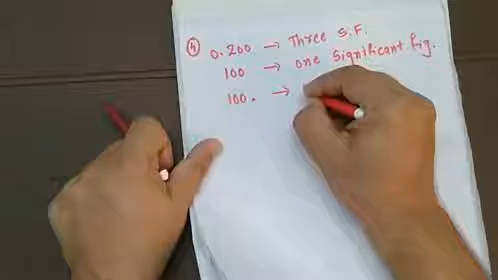 ④ 0.200 → Three S.F.
100 → one Significant fig.
100. →